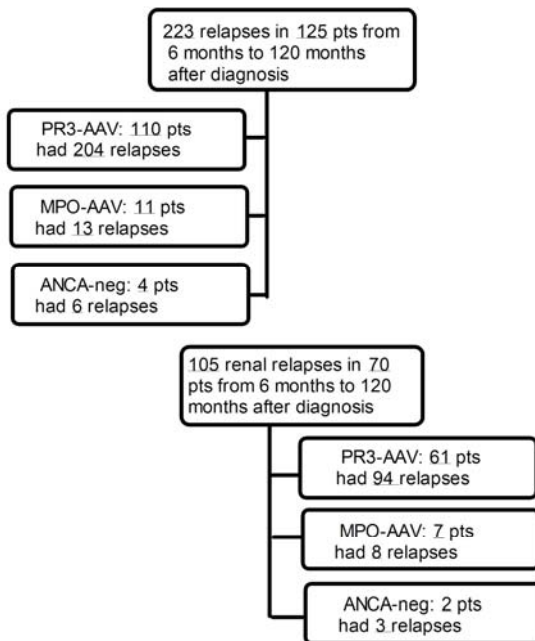 223 relapses in 125 pts from
6 months to 120 months
after diagnosis
PR3-AAV: 110 pts
had 204 relapses
MPO-AAV: 11 pts
had 13 relapses
ANCA-neg: 4 pts
had 6 relapses
105 renal relapses in 70
pts from 6 months to 120
months after diagnosis
PR3-AAV: 61 pts
had 94 relapses
MPO-AAV: 7 pts
had 8 relapses
ANCA-neg: 2 pts
had 3 relapses